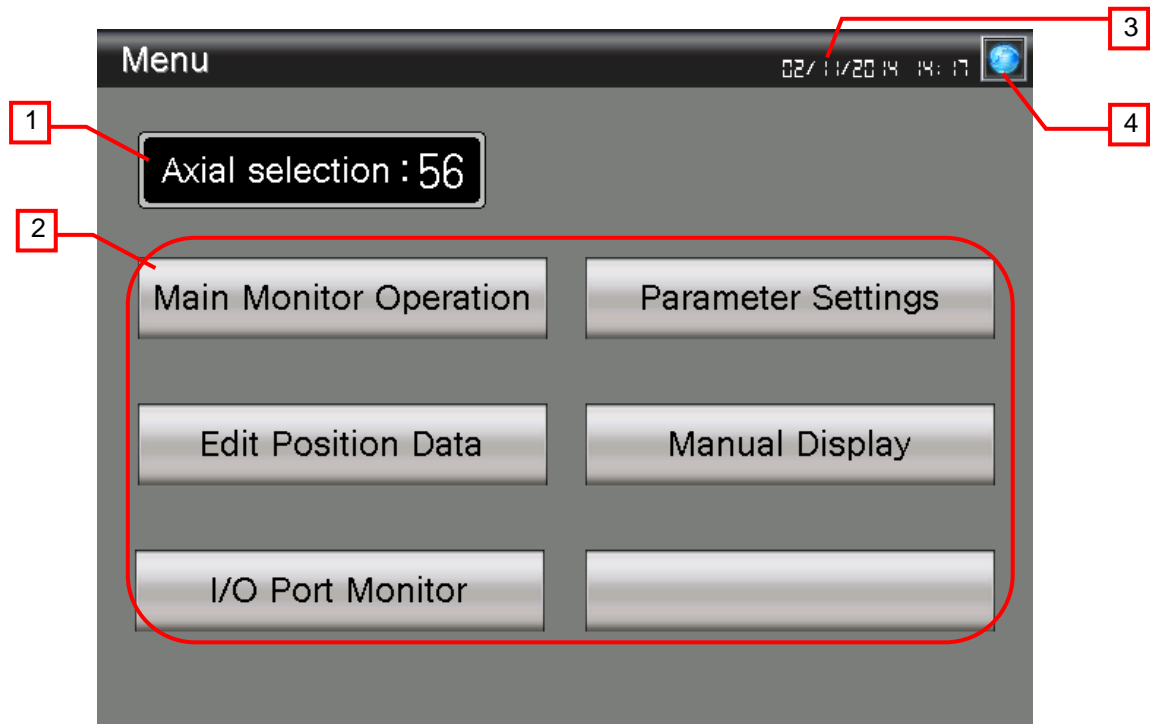 3
Menu
02/11/2014 14:17
4
1
Axial selection : 56
2
Main Monitor Operation
Parameter Settings
Edit Position Data
Manual Display
I/O Port Monitor